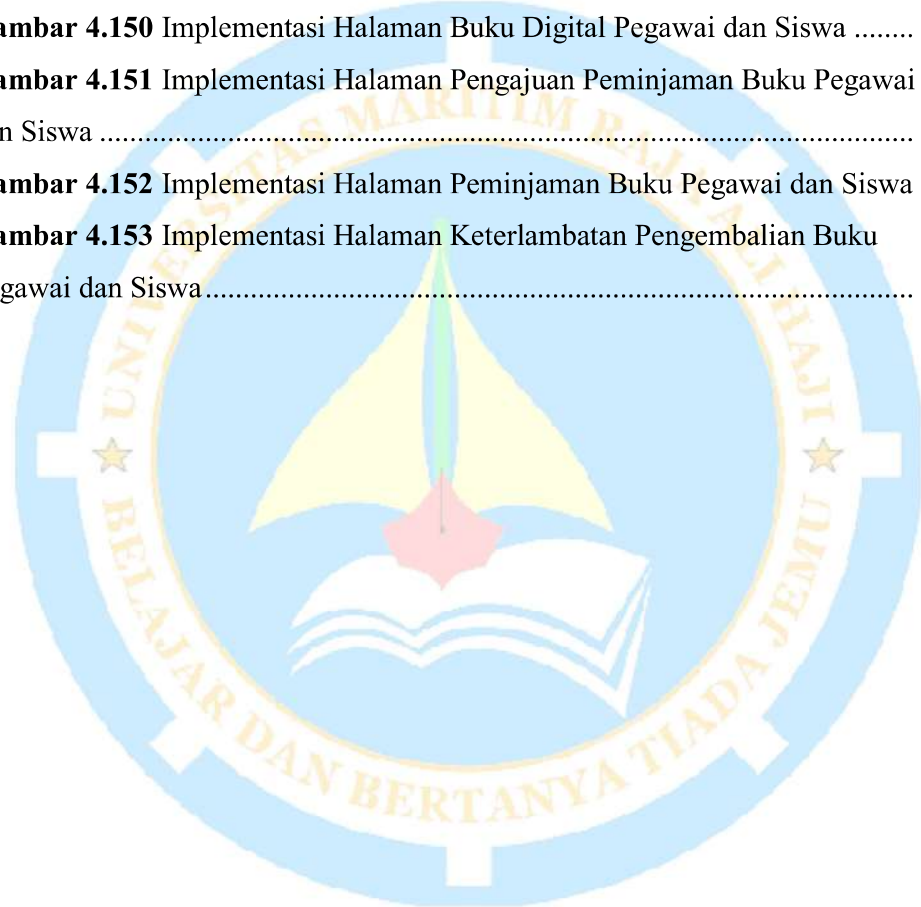 ambar 4.150 Implementasi Halaman Buku Digital Pegawai dan Siswa ........
ambar 4.151 Implementasi Halaman Pengajuan Peminjaman Buku Pegawai
n Siswa ..............................................................................................................
ambar 4.152 Implementasi Halaman Peminjaman Buku Pegawai dan Siswa
ambar 4.153 Implementasi Halaman Keterlambatan Pengembalian Buku
gawai dan Siswa................................................................................................
UNIVERSITAS MARITIM RAJA ALI HAJI
BELAJAR DAN BERTANYA TIADA JEMU